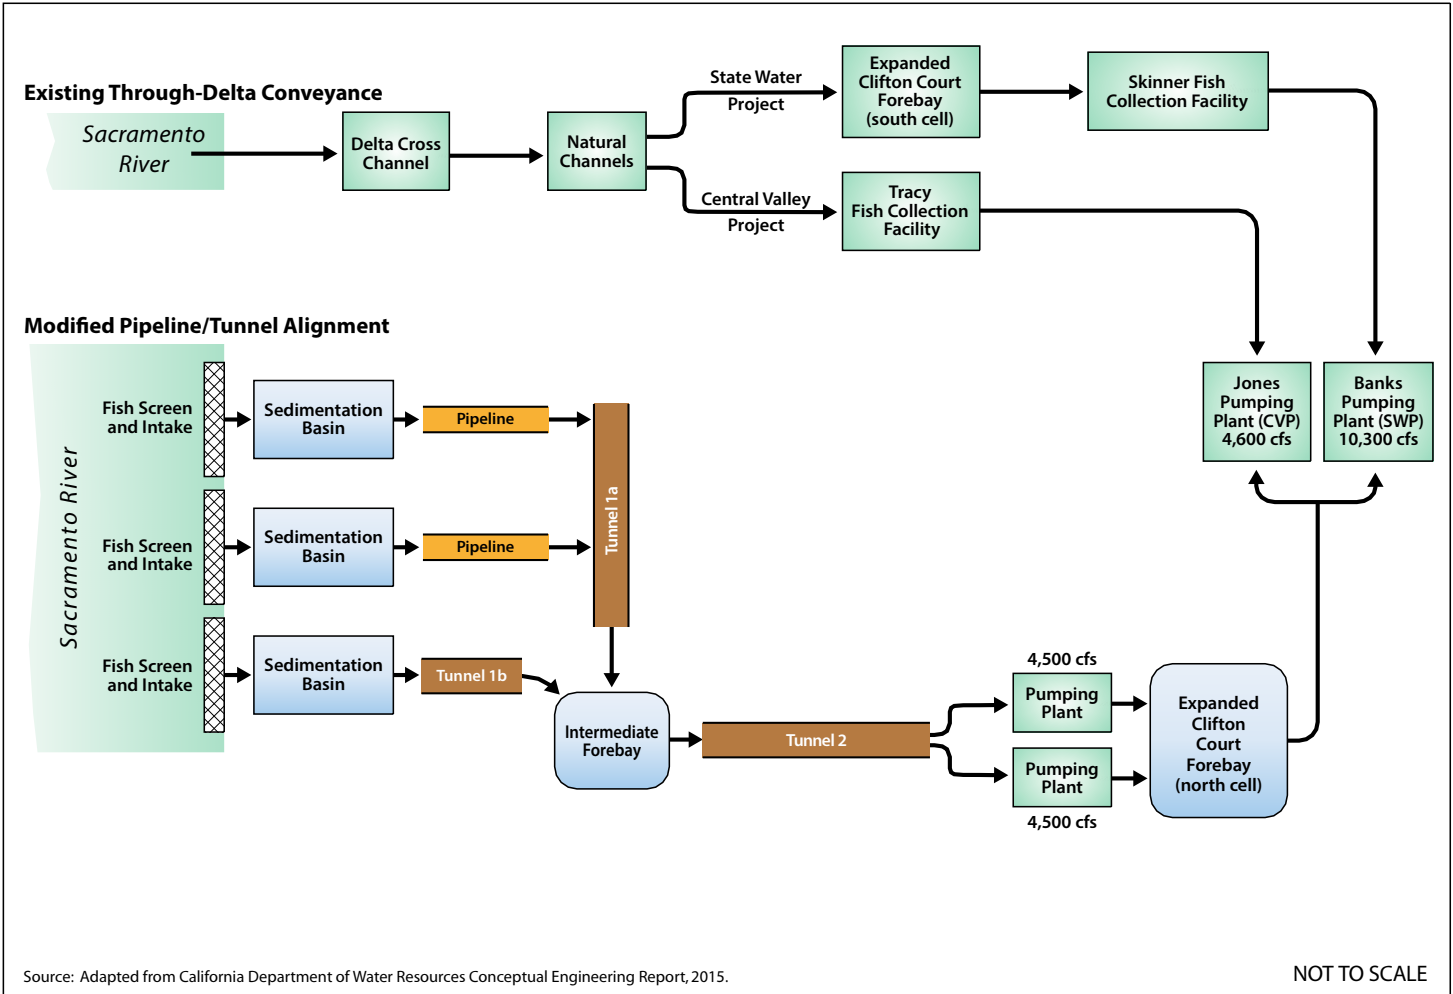 Existing Through-Delta Conveyance
Sacramento
River
Delta Cross
Channel
Natural
Channels
State Water
Project
Central Valley
Project
Expanded
Clifton Court
Forebay
(south cell)
Skinner Fish
Collection Facility
Tracy
Fish Collection
Facility
Modified Pipeline/Tunnel Alignment
Sacramento River
Fish Screen
and Intake
Sedimentation
Basin
Pipeline
Fish Screen
and Intake
Sedimentation
Basin
Pipeline
Tunnel 1a
Fish Screen
and Intake
Sedimentation
Basin
Tunnel 1b
Intermediate
Forebay
Tunnel 2
4,500 cfs
Pumping
Plant
Pumping
Plant
4,500 cfs
Expanded
Clifton
Court
Forebay
(north cell)
Jones
Pumping
Plant (CVP)
4,600 cfs
Banks
Pumping
Plant (SWP)
10,300 cfs
Source: Adapted from California Department of Water Resources Conceptual Engineering Report, 2015.
NOT TO SCALE